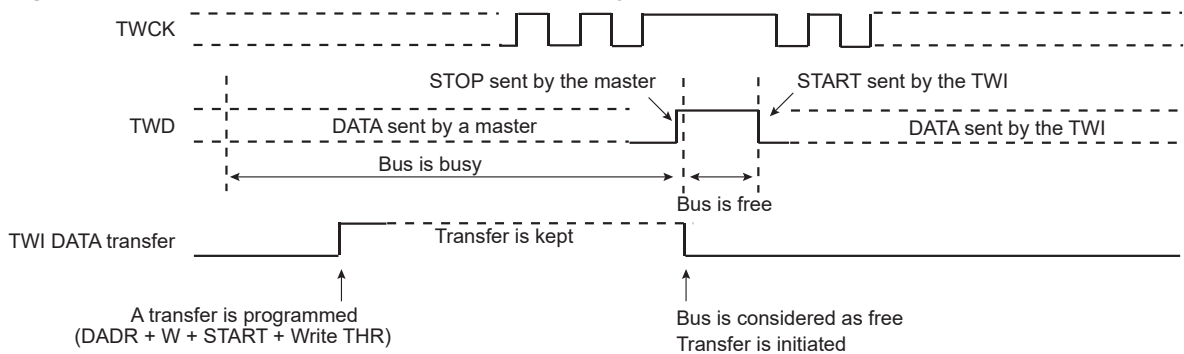 TWCK
STOP sent by the master
START sent by the TWI
TWD
DATA sent by a master
DATA sent by the TWI
Bus is busy
Bus is free
TWI DATA transfer
Transfer is kept
A transfer is programmed
(DADR + W + START + Write THR)
Bus is considered as free
Transfer is initiated